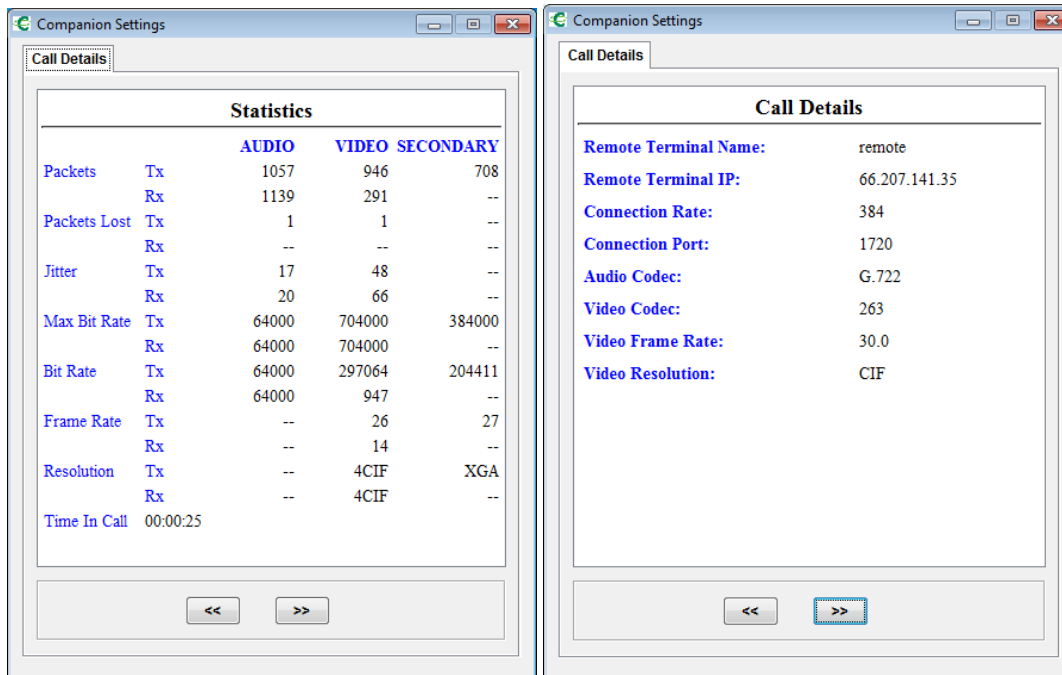 Companion Settings
Call Details
Statistics
AUDIO VIDEO SECONDARY
Packets Tx 1057 946 708
Rx 1139 291 --
Packets Lost Tx 1 1 --
Rx -- -- --
Jitter Tx 17 48 --
Rx 20 66 --
Max Bit Rate Tx 64000 704000 384000
Rx 64000 704000 --
Bit Rate Tx 64000 297064 204411
Rx 64000 947 --
Frame Rate Tx -- 26 27
Rx -- 14 --
Resolution Tx -- 4CIF XGA
Rx -- 4CIF --
Time In Call 00:00:25
<< >>
Companion Settings
Call Details
Call Details
Remote Terminal Name: remote
Remote Terminal IP: 66.207.141.35
Connection Rate: 384
Connection Port: 1720
Audio Codec: G.722
Video Codec: 263
Video Frame Rate: 30.0
Video Resolution: CIF
<< >>